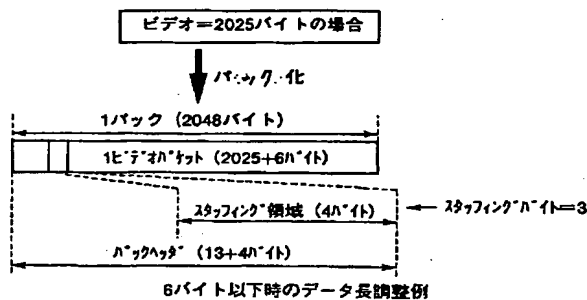 ビデオ＝2025バイトの場合
パック化
1パック（2048バイト）
1ﾋﾞﾃﾞｵﾊﾟｹｯﾄ（2025+6ﾊﾞｲﾄ）
ｽﾀｯﾌｨﾝｸﾞ領域（4ﾊﾞｲﾄ）
ｽﾀｯﾌｨﾝｸﾞﾊﾞｲﾄ＝3
ﾊﾟｯｸﾍｯﾀﾞ（13+4ﾊﾞｲﾄ）
6バイト以下時のデータ長調整例